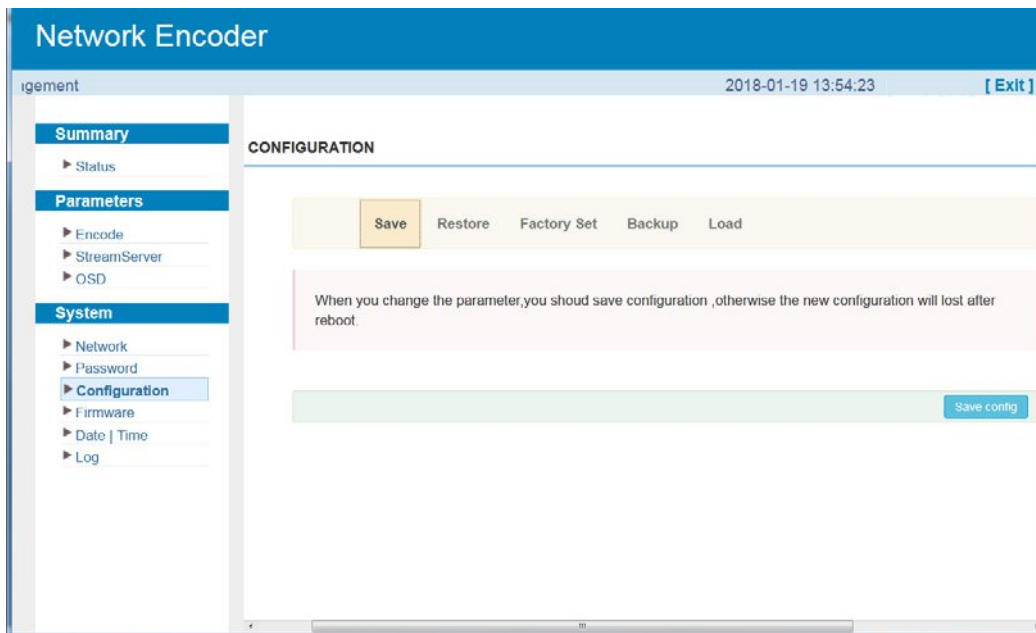 Network Encoder
agement 2018-01-19 13:54:23 [ Exit ]
Summary
Status
Parameters
Encode
StreamServer
OSD
System
Network
Password
Configuration
Firmware
Date | Time
Log
CONFIGURATION
Save Restore Factory Set Backup Load
When you change the parameter,you shoud save configuration ,otherwise the new configuration will lost after
reboot.
Save config